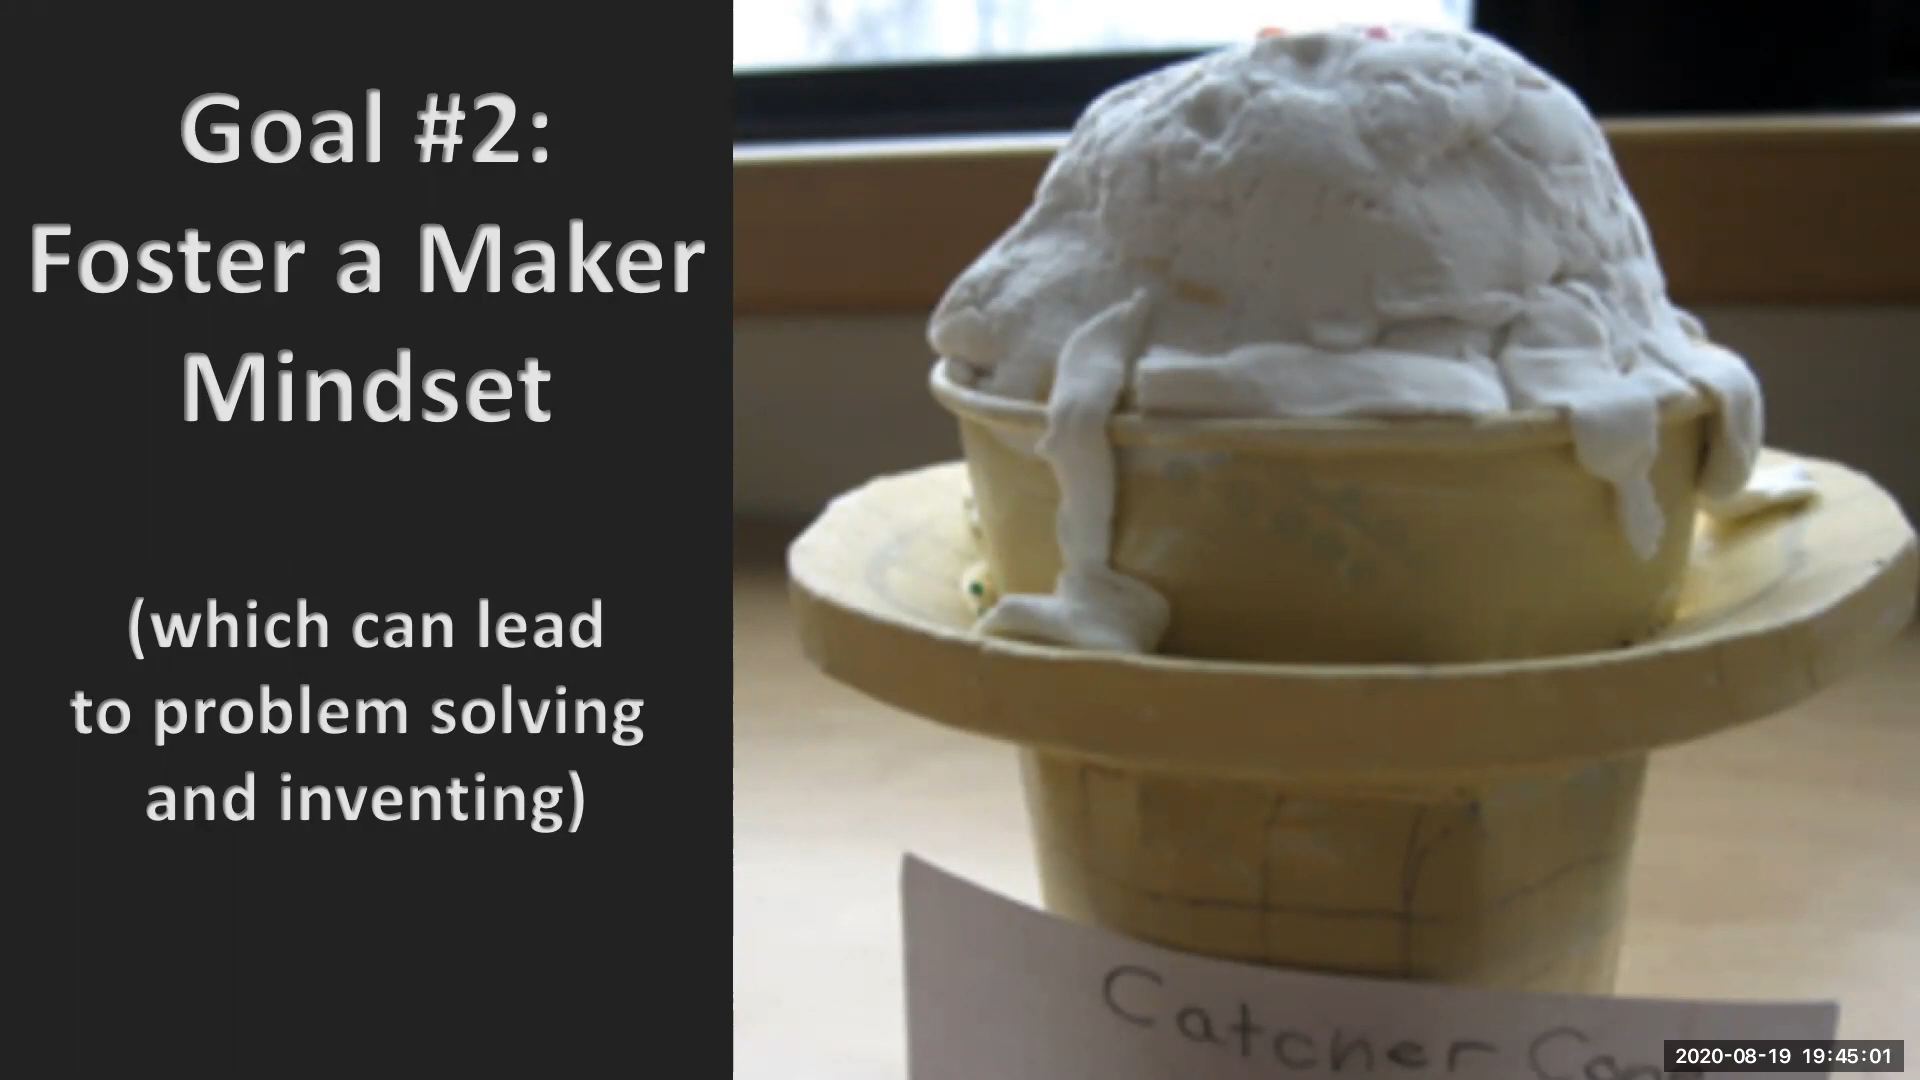 Goal #2:
Foster a Maker
Mindset
(which can lead
to problem solving
and inventing)
Catcher
2020-08-19 19:45:01